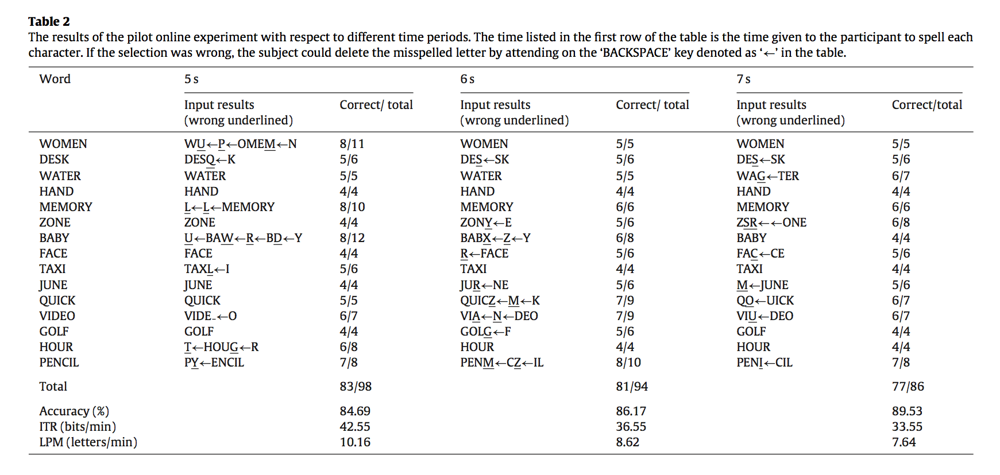 Table 2
The results of the pilot online experiment with respect to different time periods. The time listed in the first row of the table is the time given to the participant to spell each
character. If the selection was wrong, the subject could delete the misspelled letter by attending on the ‘BACKSPACE’ key denoted as ‘←’ in the table.
Word 5 s 6 s 7 s
Input results Correct/ total Input results Correct/ total Input results Correct/total
(wrong underlined) (wrong underlined) (wrong underlined)
WOMEN WU←P←OMEM←N 8/11 WOMEN 5/5 WOMEN 5/5
DESK DESQ←K 5/6 DES←SK 5/6 DES←SK 5/6
WATER WATER 5/5 WATER 5/5 WAG←TER 6/7
HAND HAND 4/4 HAND 4/4 HAND 4/4
MEMORY L←L←MEMORY 8/10 MEMORY 6/6 MEMORY 6/6
ZONE ZONE 4/4 ZONY←E 5/6 ZSR←←ONE 6/8
BABY U←BAW←R←BD←Y 8/12 BABX←Z←Y 6/8 BABY 4/4
FACE FACE 4/4 R←FACE 5/6 FAC←CE 5/6
TAXI TAXL←I 5/6 TAXI 4/4 TAXI 4/4
JUNE JUNE 4/4 JUR←NE 5/6 M←JUNE 5/6
QUICK QUICK 5/5 QUICZ←M←K 7/9 QO←UICK 6/7
VIDEO VIDE_←O 6/7 VIA←N←DEO 7/9 VIU←DEO 6/7
GOLF GOLF 4/4 GOLG←F 5/6 GOLF 4/4
HOUR T←HOUG←R 6/8 HOUR 4/4 HOUR 4/4
PENCIL PY←ENCIL 7/8 PENM←CZ←IL 8/10 PENI←CIL 7/8
Total 83/98 81/94 77/86
Accuracy (%) 84.69 86.17 89.53
ITR (bits/min) 42.55 36.55 33.55
LPM (letters/min) 10.16 8.62 7.64